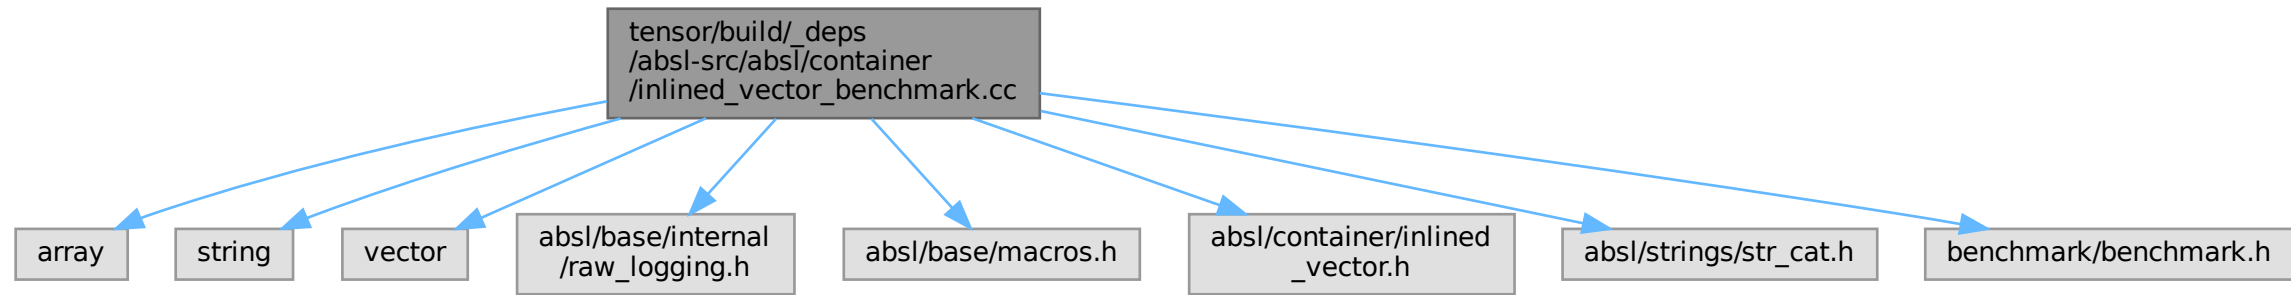 tensor/build/_deps
/absl-src/absl/container
/inlined_vector_benchmark.cc
array
string
vector
absl/base/internal
/raw_logging.h
absl/base/macros.h
absl/container/inlined
_vector.h
absl/strings/str_cat.h
benchmark/benchmark.h